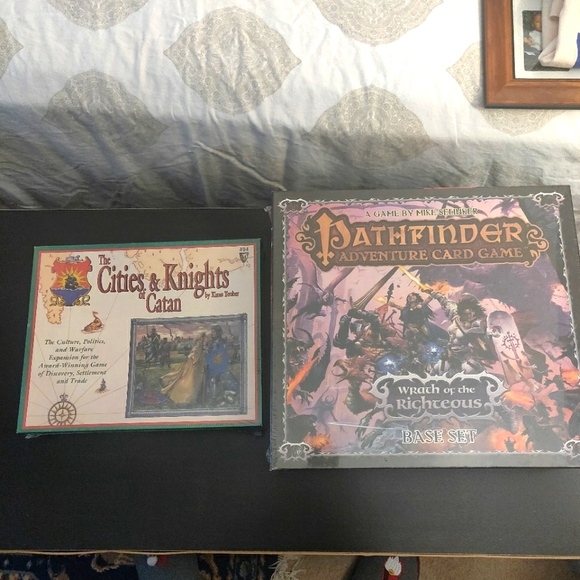 The
Cities & Knights
of
Catan
by Klaus Teuber
494
The Culture, Politics,
and Warfare
Expansion for the
Award-Winning Game
of Discovery, Settlement
and Trade
A GAME BY MIKE SELINKER
PATHFINDER
ADVENTURE CARD GAME
WRATH OF THE
RIGHTEOUS
BASE SET